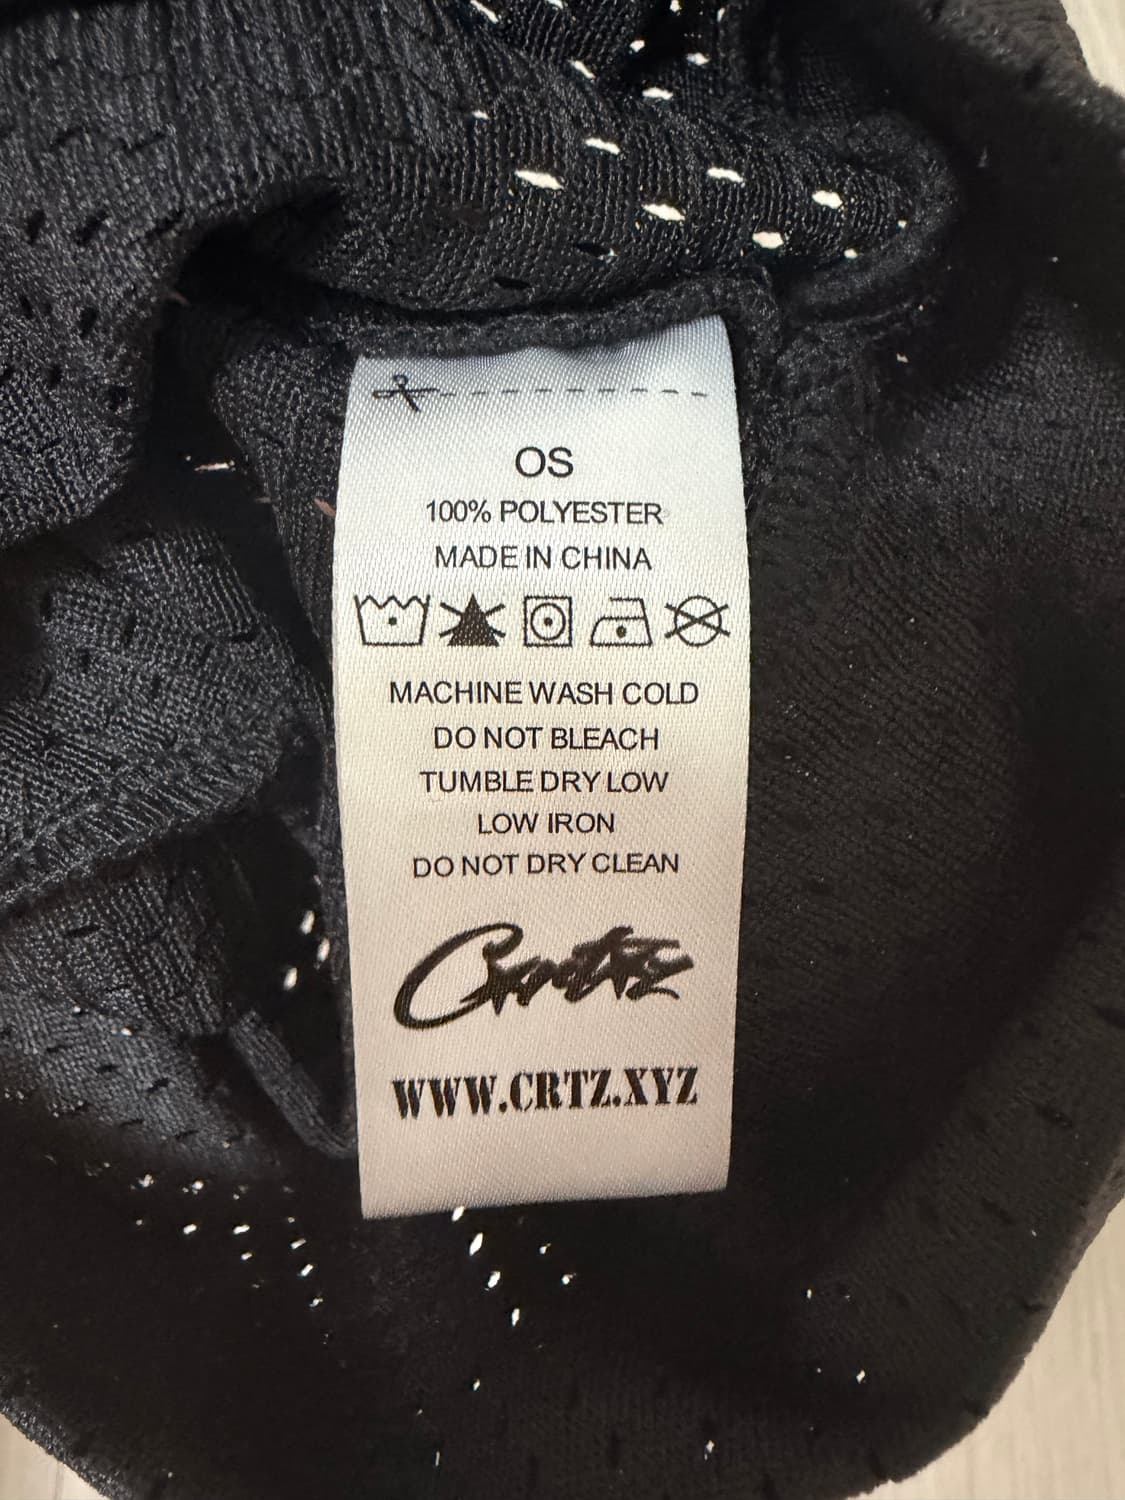 OS
100% POLYESTER
MADE IN CHINA
MACHINE WASH COLD
DO NOT BLEACH
TUMBLE DRY LOW
LOW IRON
DO NOT DRY CLEAN
Crtz
WWW.CRTZ.XYZ